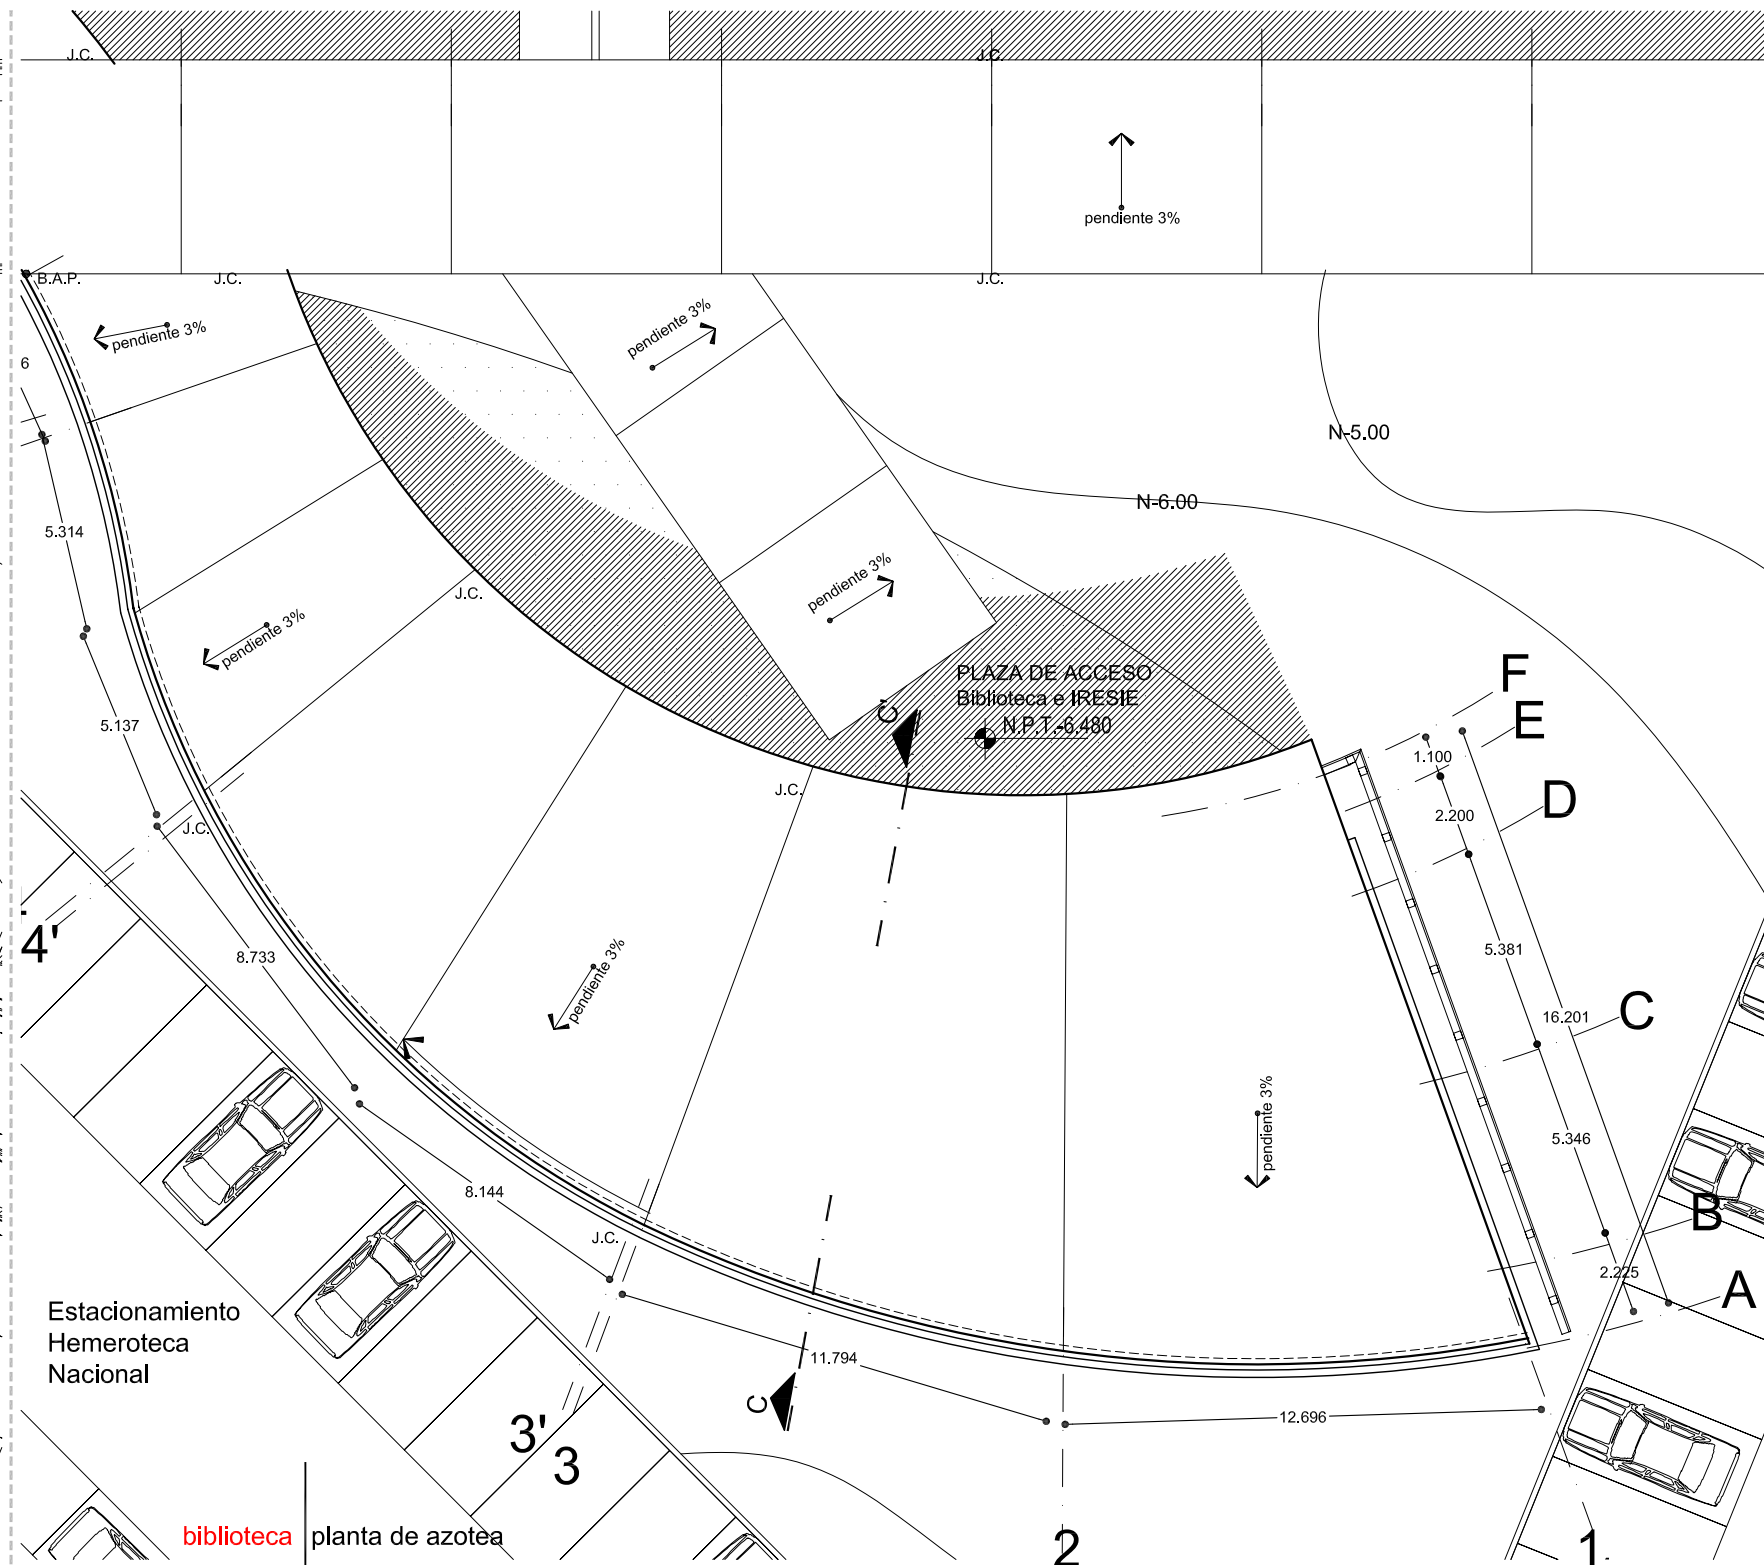 J.C.
J.C.
pendiente 3%
B.A.P.
J.C.
J.C.
pendiente 3%
pendiente 3%
6
N-5.00
N-6.00
5.314
pendiente 3%
J.C.
pendiente 3%
PLAZA DE ACCESO
Biblioteca e IRESIE
N.P.T.-6.480
C'
F
E
5.137
1.100
D
J.C.
2.200
J.C.
4'
8.733
pendiente 3%
5.381
C
16.201
pendiente 3%
5.346
8.144
B
J.C.
2.225
A
Estacionamiento
Hemeroteca
Nacional
11.794
C
12.696
3'
3
biblioteca planta de azotea
2
1